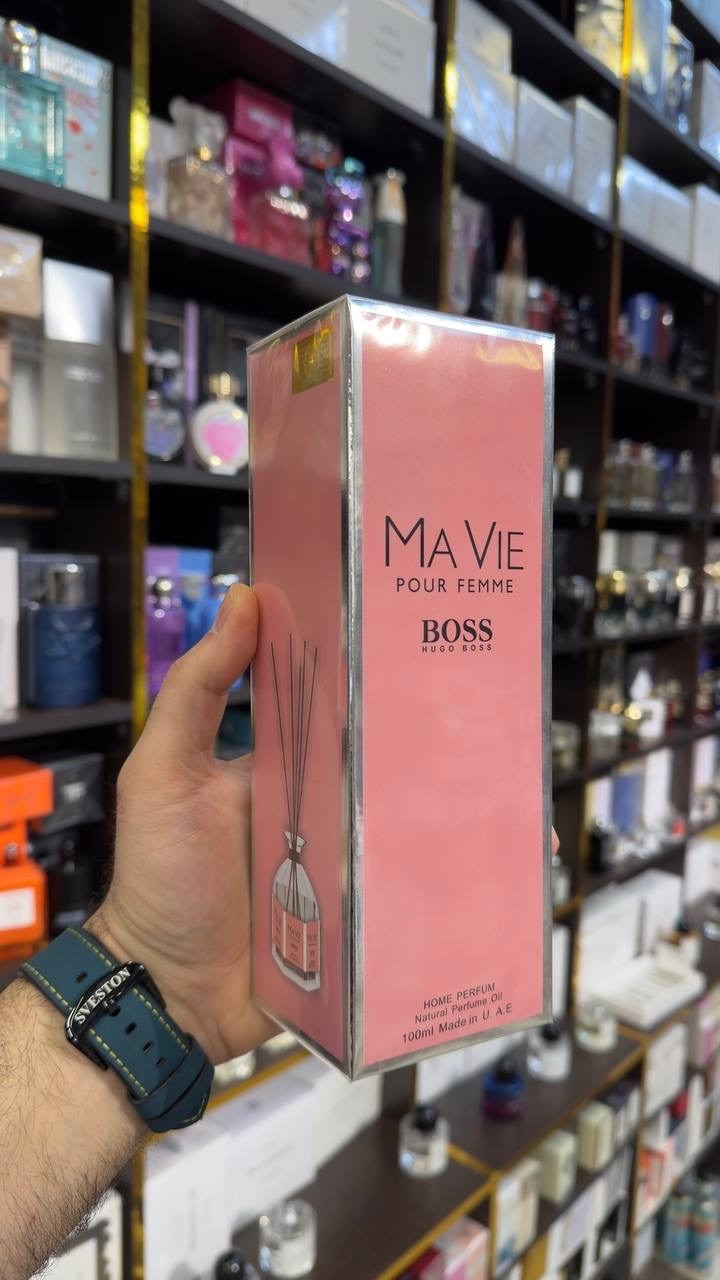 MA VIE
POUR FEMME
BOSS
HUGO BOSS
HOME PERFUM
Natural Perfume Oil
100ml Made in U. A.E
SVESTON